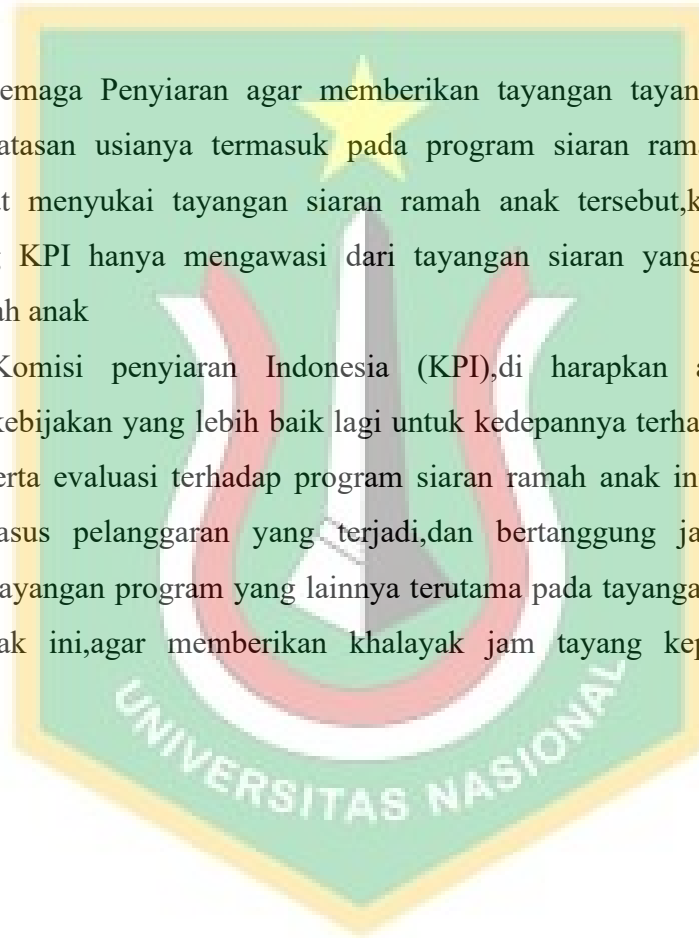 emaga Penyiaran agar memberikan tayangan tayan
atasan usianya termasuk pada program siaran rama
t menyukai tayangan siaran ramah anak tersebut,k
KPI hanya mengawasi dari tayangan siaran yang
ah anak
Komisi penyiaran Indonesia (KPI),di harapkan a
kebijakan yang lebih baik lagi untuk kedepannya terha
erta evaluasi terhadap program siaran ramah anak in
asus pelanggaran yang terjadi,dan bertanggung ja
ayangan program yang lainnya terutama pada tayanga
ak ini,agar memberikan khalayak jam tayang kep
UNIVERSITAS NASIONAL